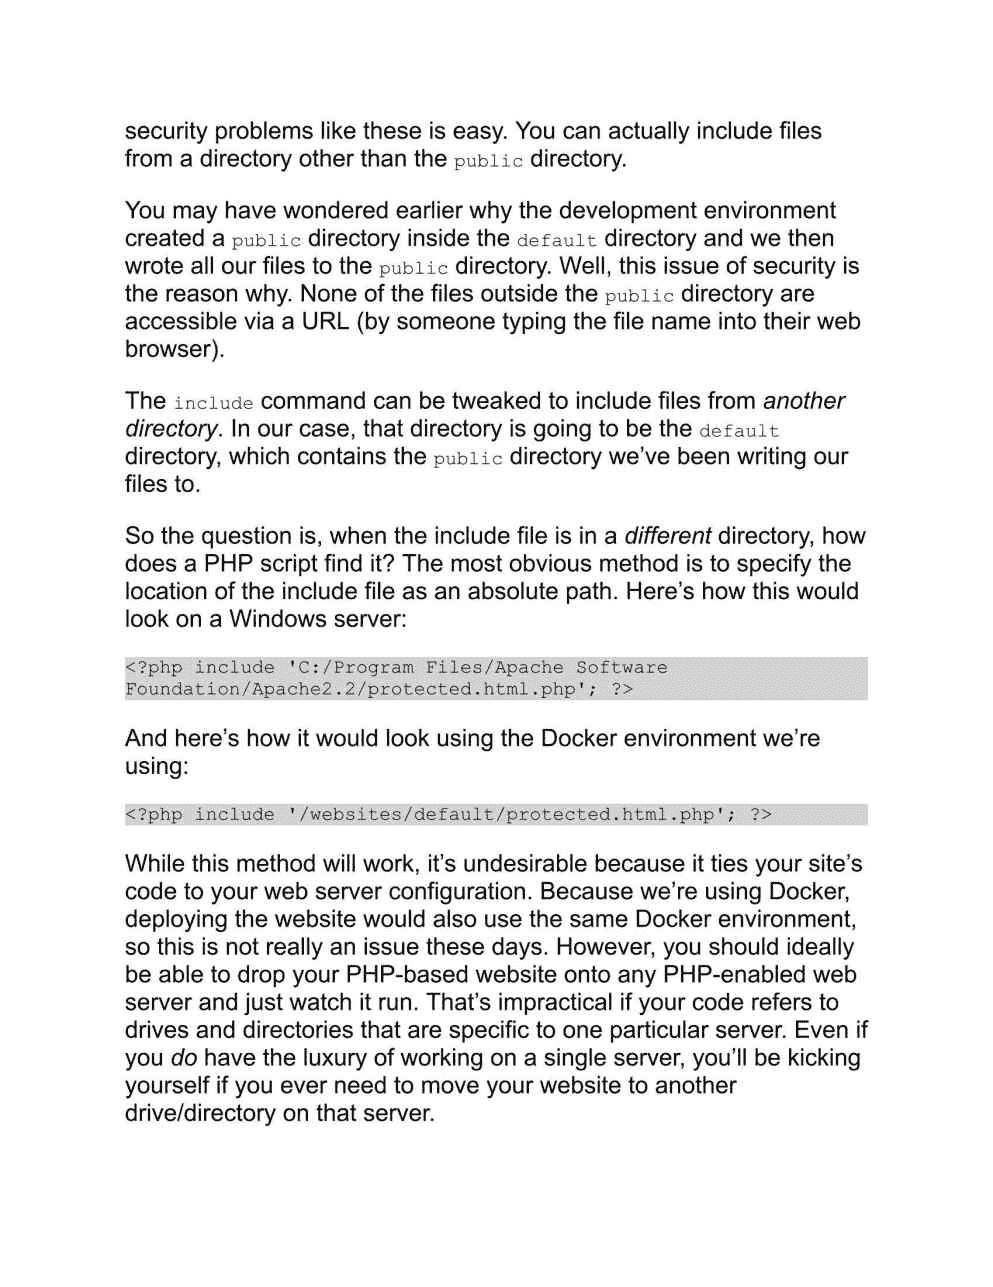 security problems like these is easy. You can actually include files
from a directory other than the public directory.
You may have wondered earlier why the development environment
created a public directory inside the default directory and we then
wrote all our files to the public directory. Well, this issue of security is
the reason why. None of the files outside the public directory are
accessible via a URL (by someone typing the file name into their web
browser).
The include command can be tweaked to include files from another
directory. In our case, that directory is going to be the default
directory, which contains the public directory we’ve been writing our
files to.
So the question is, when the include file is in a different directory, how
does a PHP script find it? The most obvious method is to specify the
location of the include file as an absolute path. Here’s how this would
look on a Windows server:
<?php include 'C:/Program Files/Apache Software
Foundation/Apache2.2/protected.html.php'; ?>
And here’s how it would look using the Docker environment we’re
using:
<?php include '/websites/default/protected.html.php'; ?>
While this method will work, it’s undesirable because it ties your site’s
code to your web server configuration. Because we’re using Docker,
deploying the website would also use the same Docker environment,
so this is not really an issue these days. However, you should ideally
be able to drop your PHP-based website onto any PHP-enabled web
server and just watch it run. That’s impractical if your code refers to
drives and directories that are specific to one particular server. Even if
you do have the luxury of working on a single server, you’ll be kicking
yourself if you ever need to move your website to another
drive/directory on that server.